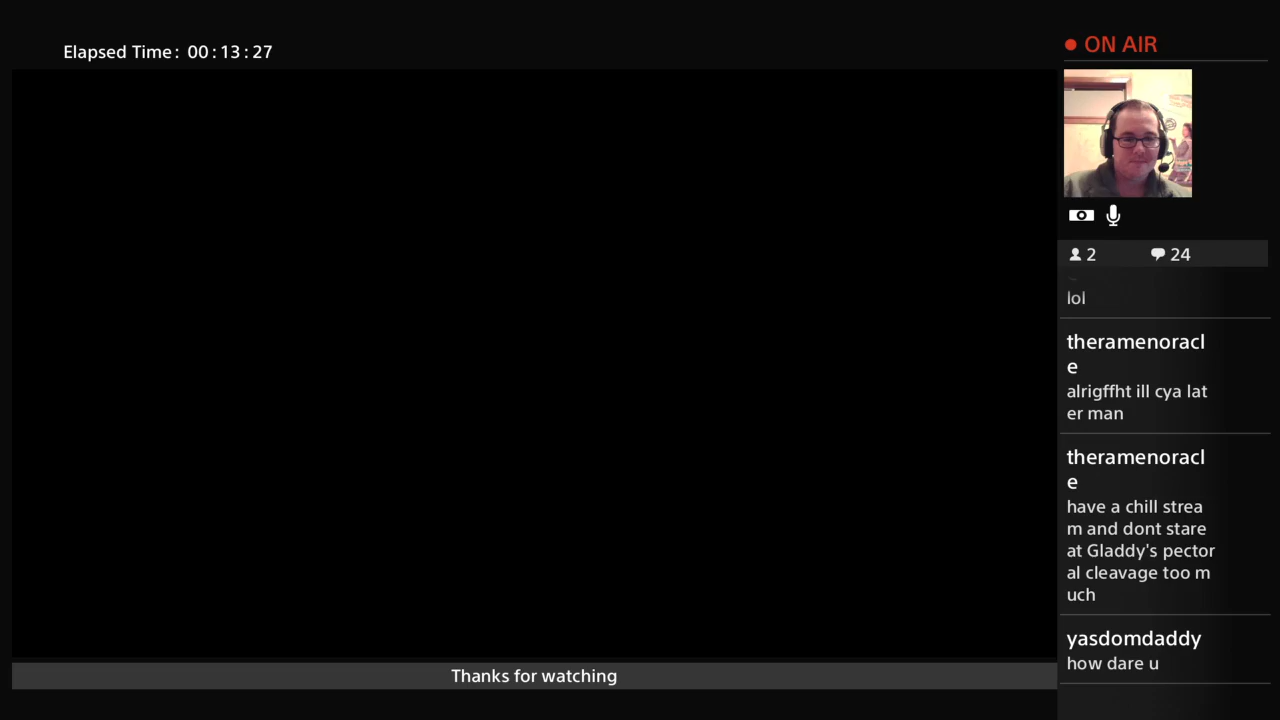 Elapsed Time: 00:13:27
ON AIR
2
24
lol
theramenoracl
e
alrigffht ill cya lat
er man
theramenoracl
e
have a chill strea
m and dont stare
at Gladdy's pector
al cleavage too m
uch
yasdomdaddy
how dare u
Thanks for watching